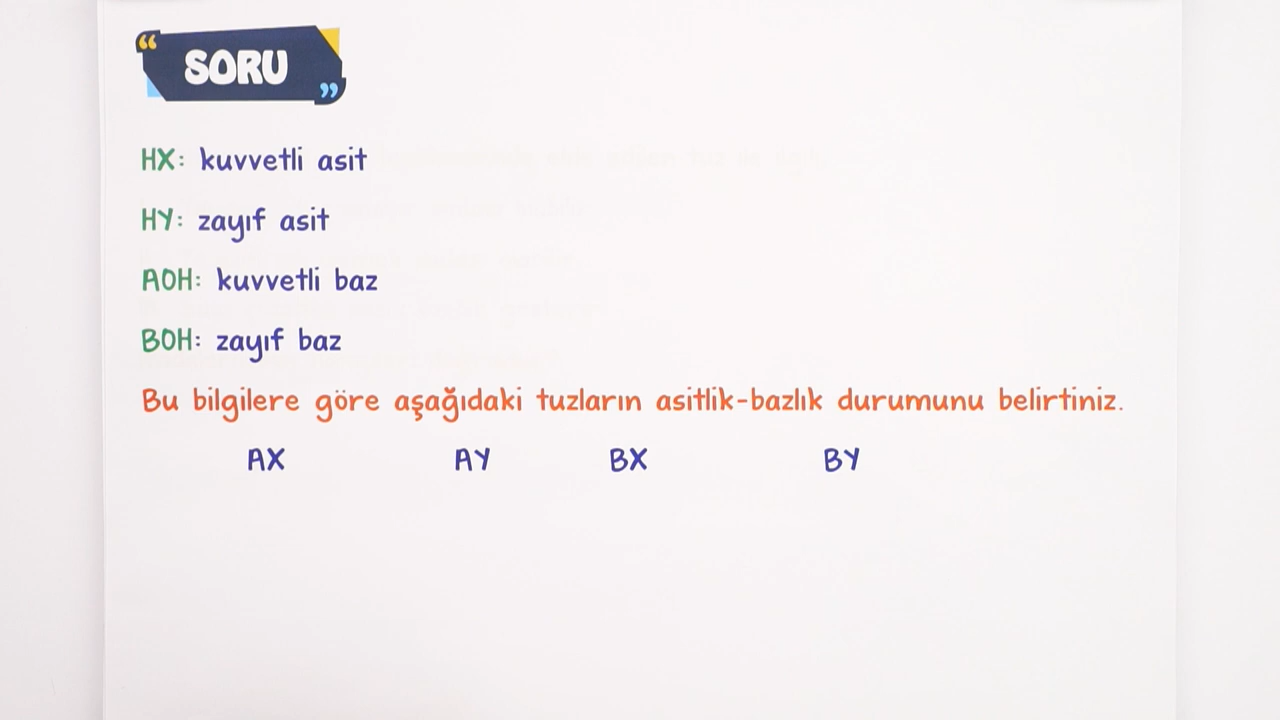 SORU
HX: kuvvetli asit
HY: zayıf asit
AOH: kuvvetli baz
BOH: zayıf baz
Bu bilgilere göre aşağıdaki tuzların asitlik-bazlık durumunu belirtiniz.
AX AY BX BY